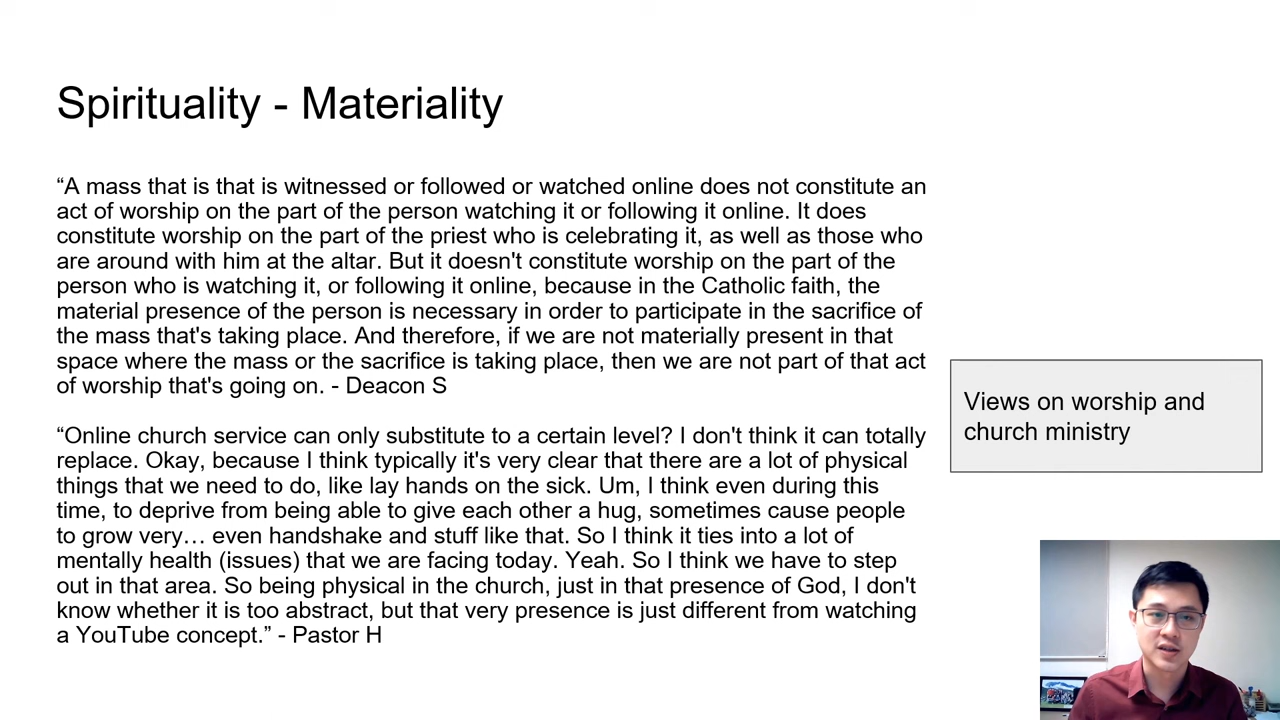 Spirituality - Materiality
“A mass that is that is witnessed or followed or watched online does not constitute an
act of worship on the part of the person watching it or following it online. It does
constitute worship on the part of the priest who is celebrating it, as well as those who
are around with him at the altar. But it doesn't constitute worship on the part of the
person who is watching it, or following it online, because in the Catholic faith, the
material presence of the person is necessary in order to participate in the sacrifice of
the mass that's taking place. And therefore, if we are not materially present in that
space where the mass or the sacrifice is taking place, then we are not part of that act
of worship that's going on. - Deacon S
“Online church service can only substitute to a certain level? I don't think it can totally
replace. Okay, because I think typically it's very clear that there are a lot of physical
things that we need to do, like lay hands on the sick. Um, I think even during this
time, to deprive from being able to give each other a hug, sometimes cause people
to grow very… even handshake and stuff like that. So I think it ties into a lot of
mentally health (issues) that we are facing today. Yeah. So I think we have to step
out in that area. So being physical in the church, just in that presence of God, I don't
know whether it is too abstract, but that very presence is just different from watching
a YouTube concept.” - Pastor H
Views on worship and
church ministry